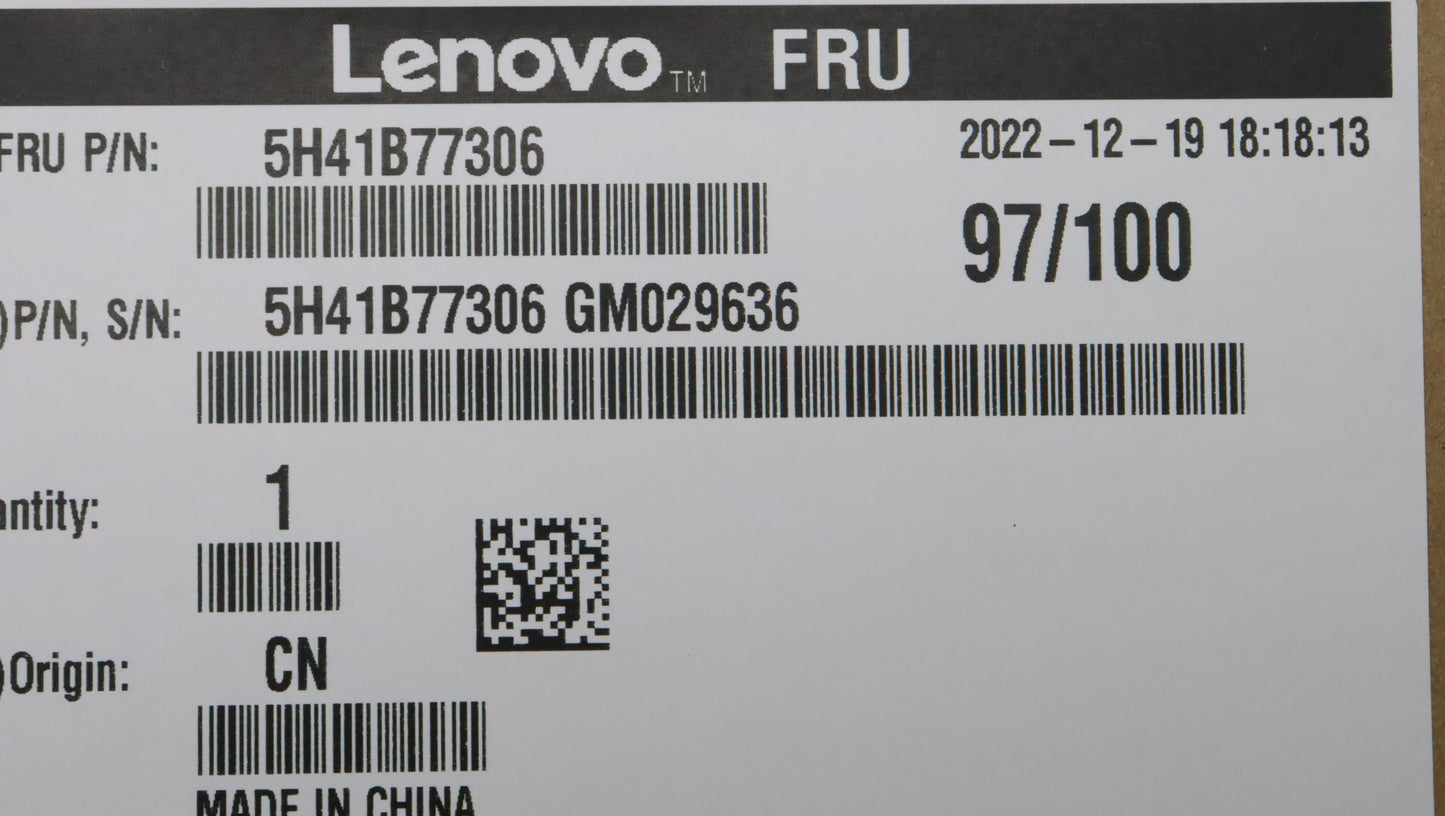 Lenovo™ FRU
FRU P/N: 5H41B77306 2022-12-19 18:18:13
97/100
)P/N, S/N: 5H41B77306 GM029636
antity: 1
)Origin: CN
MADE IN CHINA